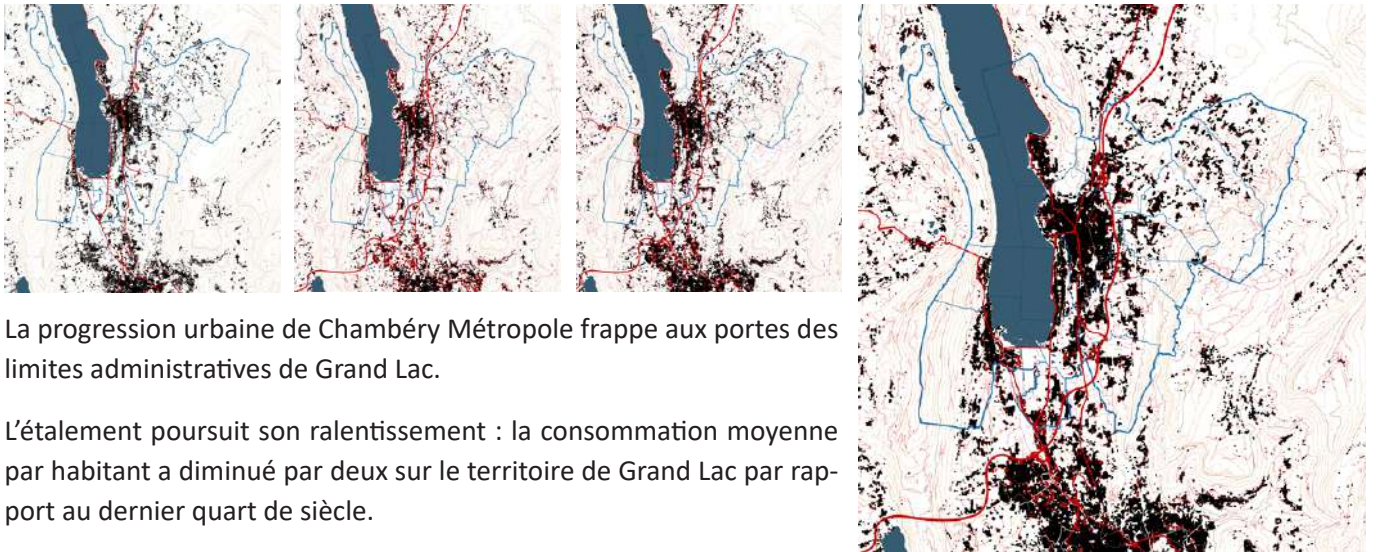 La progression urbaine de Chambéry Métropole frappe aux portes des
limites administratives de Grand Lac.
L’étalement poursuit son ralentissement : la consommation moyenne
par habitant a diminué par deux sur le territoire de Grand Lac par rap-
port au dernier quart de siècle.